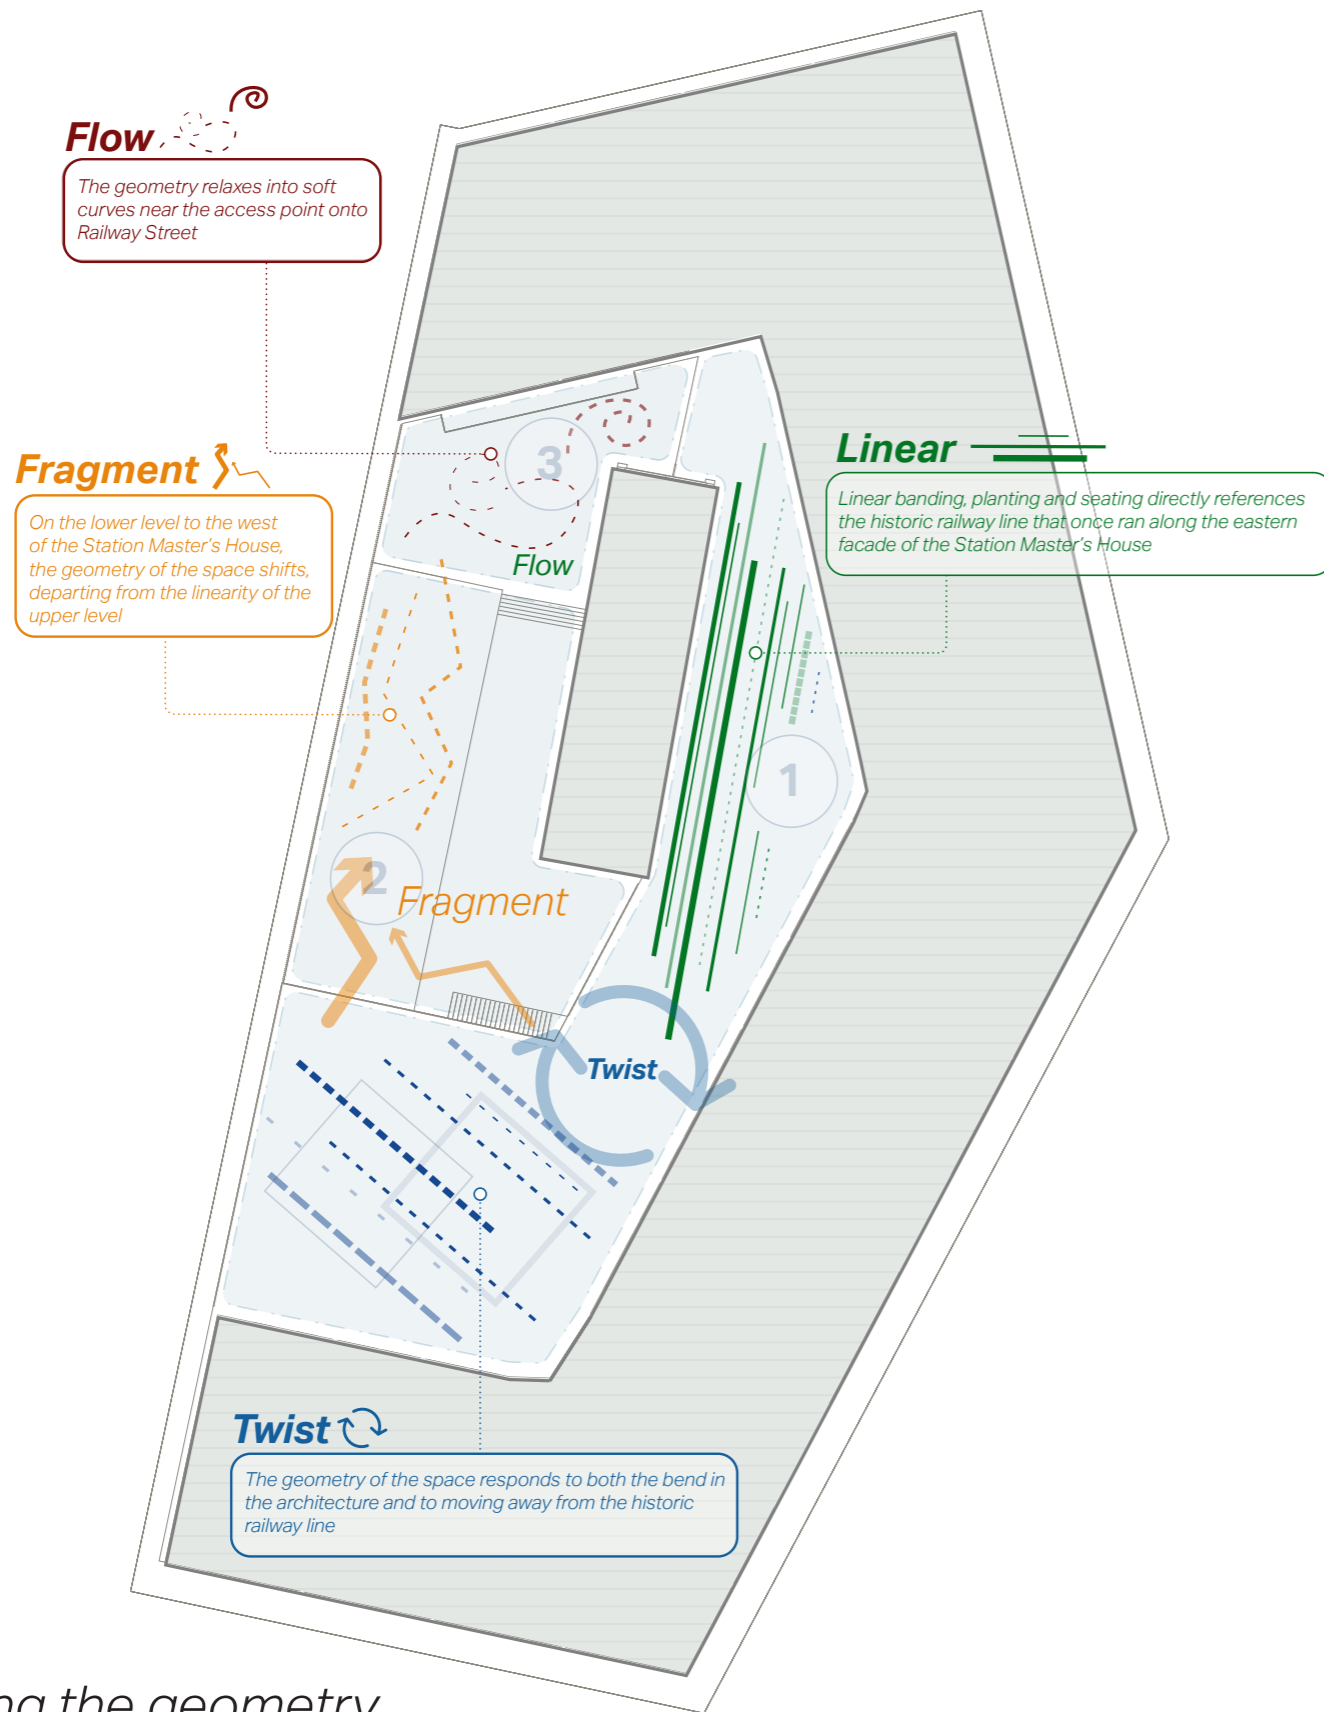 Flow
The geometry relaxes into soft
curves near the access point onto
Railway Street
Fragment
On the lower level to the west
of the Station Master's House,
the geometry of the space shifts,
departing from the linearity of the
upper level
Linear
Linear banding, planting and seating directly references
the historic railway line that once ran along the eastern
facade of the Station Master's House
3
Flow
1
2
Fragment
Twist
Twist
The geometry of the space responds to both the bend in
the architecture and to moving away from the historic
railway line
the geometry